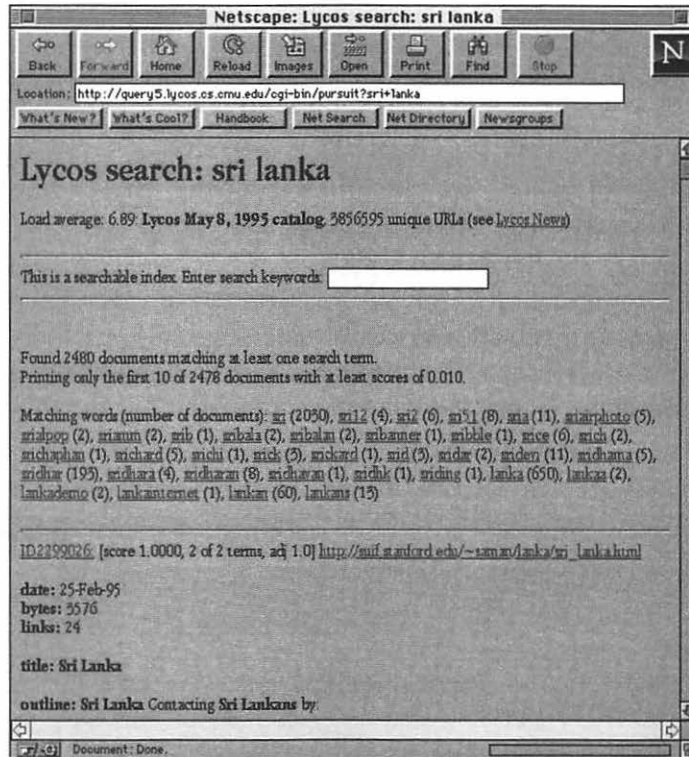 Netscape: Lycos search: sri lanka
Back Forward Home Reload Images Open Print Find Stop
N
Location: http://query5.lycos.cs.cmu.edu/cgi-bin/pursuit?sri+lanka
What's New? What's Cool? Handbook Net Search Net Directory Newsgroups
Lycos search: sri lanka
Load average: 6.89: Lycos May 8, 1995 catalog, 3856595 unique URLs (see Lycos News)
This is a searchable index. Enter search keywords:
Found 2480 documents matching at least one search term.
Printing only the first 10 of 2478 documents with at least scores of 0.010.
Matching words (number of documents): sri (2030), sri12 (4), sri2 (6), sri51 (8), sria (11), sriairphoto (5),
srialpop (2), srianun (2), srib (1), sribala (2), sribalan (2), sribanner (1), sribble (1), srice (6), srich (2),
srichaphan (1), srichard (5), srichi (1), srick (3), srickard (1), srid (3), sridar (2), sriden (11), sridhama (5),
sridhar (193), sridhara (4), sridharan (8), sridharvan (1), sridhk (1), sriding (1), lanka (650), lankaa (2),
lankademo (2), lankainternet (1), lankan (60), lankans (13)
ID2299026: [score 1.0000, 2 of 2 terms, adj 1.0] http://suif.stanford.edu/~saman/lanka/sri_lanka.html
date: 25-Feb-95
bytes: 3576
links: 24
title: Sri Lanka
outline: Sri Lanka Contacting Sri Lankans by:
Document: Done.